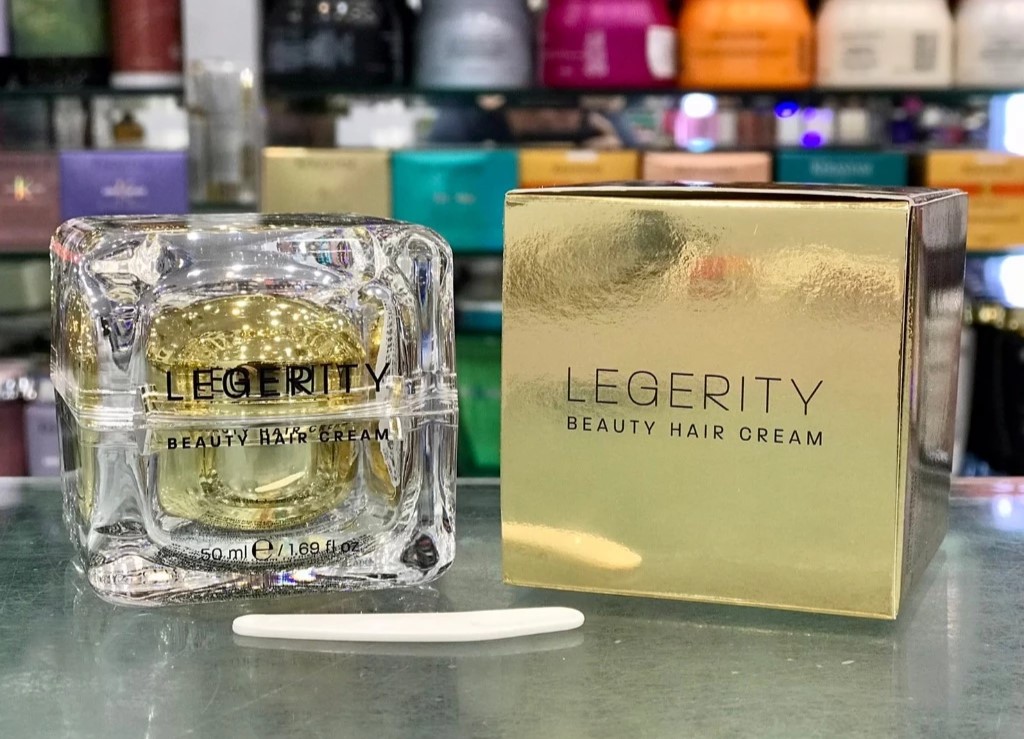 LEGERITY
BEAUTY HAIR CREAM
50 ml ℮ / 1.69 fl oz
LEGERITY
BEAUTY HAIR CREAM